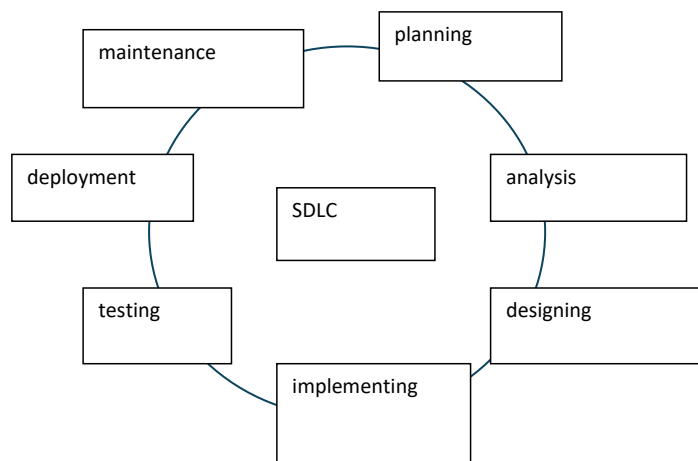 planning
maintenance
deployment
analysis
SDLC
testing
designing
implementing